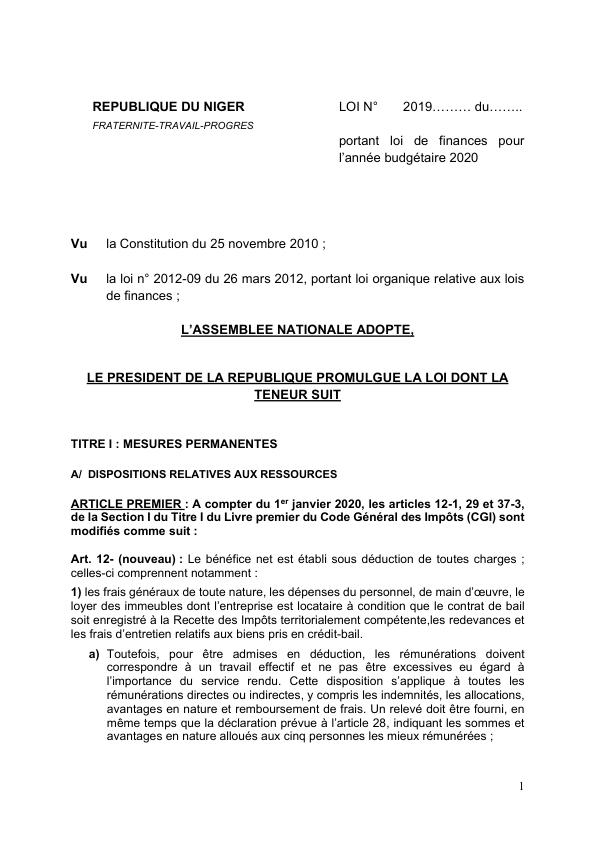 REPUBLIQUE DU NIGER
FRATERNITE-TRAVAIL-PROGRES
LOI N° 2019……… du……..
portant loi de finances pour
l’année budgétaire 2020
Vu la Constitution du 25 novembre 2010 ;
Vu la loi n° 2012-09 du 26 mars 2012, portant loi organique relative aux lois
de finances ;
L’ASSEMBLEE NATIONALE ADOPTE,
LE PRESIDENT DE LA REPUBLIQUE PROMULGUE LA LOI DONT LA
TENEUR SUIT
TITRE I : MESURES PERMANENTES
A/ DISPOSITIONS RELATIVES AUX RESSOURCES
ARTICLE PREMIER : A compter du 1er janvier 2020, les articles 12-1, 29 et 37-3,
de la Section I du Titre I du Livre premier du Code Général des Impôts (CGI) sont
modifiés comme suit :
Art. 12- (nouveau) : Le bénéfice net est établi sous déduction de toutes charges ;
celles-ci comprennent notamment :
1) les frais généraux de toute nature, les dépenses du personnel, de main d’œuvre, le
loyer des immeubles dont l’entreprise est locataire à condition que le contrat de bail
soit enregistré à la Recette des Impôts territorialement compétente,les redevances et
les frais d’entretien relatifs aux biens pris en crédit-bail.
a) Toutefois, pour être admises en déduction, les rémunérations doivent
correspondre à un travail effectif et ne pas être excessives eu égard à
l’importance du service rendu. Cette disposition s’applique à toutes les
rémunérations directes ou indirectes, y compris les indemnités, les allocations,
avantages en nature et remboursement de frais. Un relevé doit être fourni, en
même temps que la déclaration prévue à l’article 28, indiquant les sommes et
avantages en nature alloués aux cinq personnes les mieux rémunérées ;
1